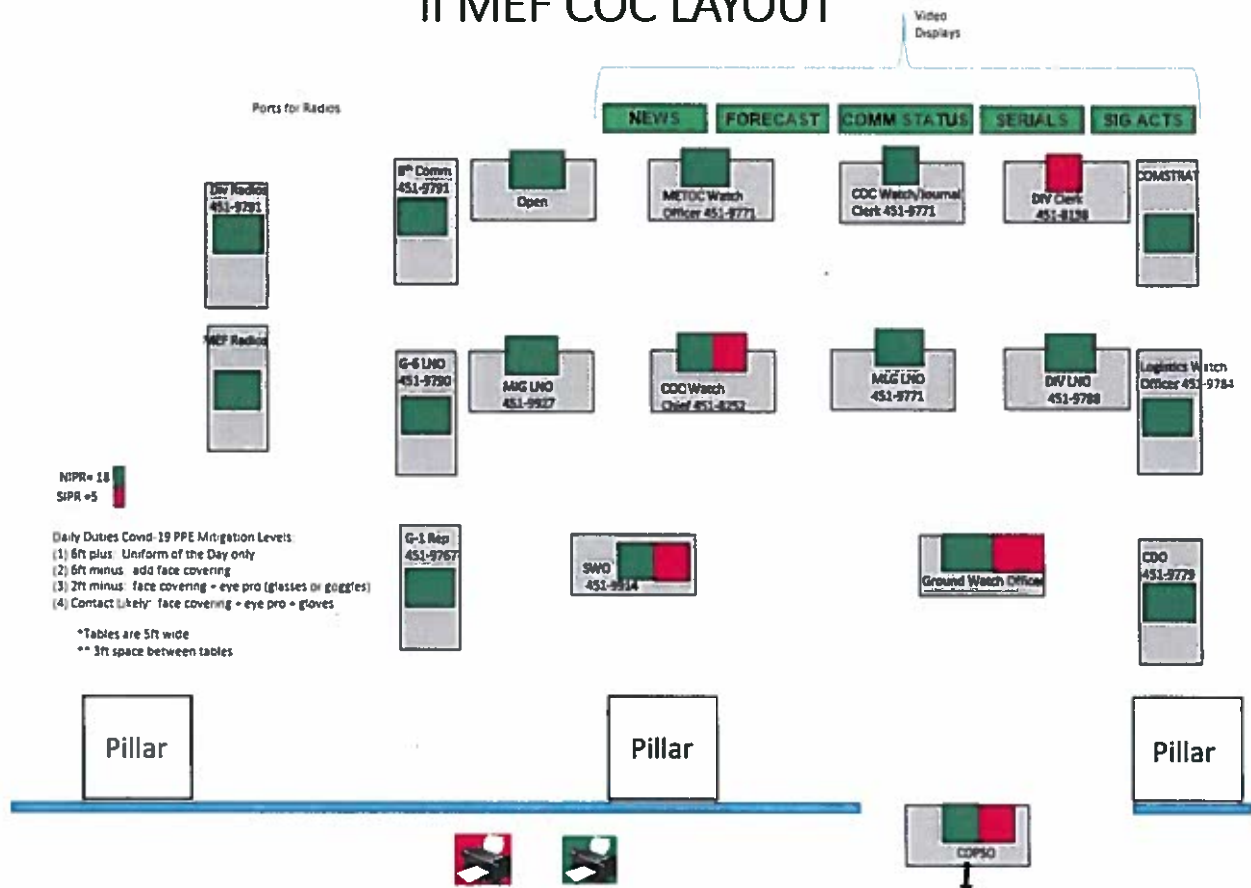 II MEF COC LAYOUT
Video
Displays
Ports for Radios
NEWS
FORECAST
COMM STATUS
SERIALS
SIG ACTS
Div Radios
451-9791
8th Comm
451-9791
Open
METOC Watch
Officer 451-9771
COC Watch/Journal
Clerk 451-9771
DIV Clerk
451-8198
COMSTRAT
MEF Radios
G-6 LNO
451-9790
MIG LNO
451-9927
COC Watch
Chief 451-8252
MLG LNO
451-9771
DIV LNO
451-9788
Logistics Watch
Officer 451-9784
NIPR= 18
SIPR =5
Daily Duties Covid-19 PPE Mitigation Levels
(1) 6ft plus: Uniform of the Day only
(2) 6ft minus: add face covering
(3) 2ft minus: face covering + eye pro (glasses or goggles)
(4) Contact Likely: face covering + eye pro + gloves
*Tables are 5ft wide
** 3ft space between tables
G-1 Rep
451-9767
SWO
Ground Watch Officer
CDO
451-9779
Pillar
Pillar
Pillar
COPSO